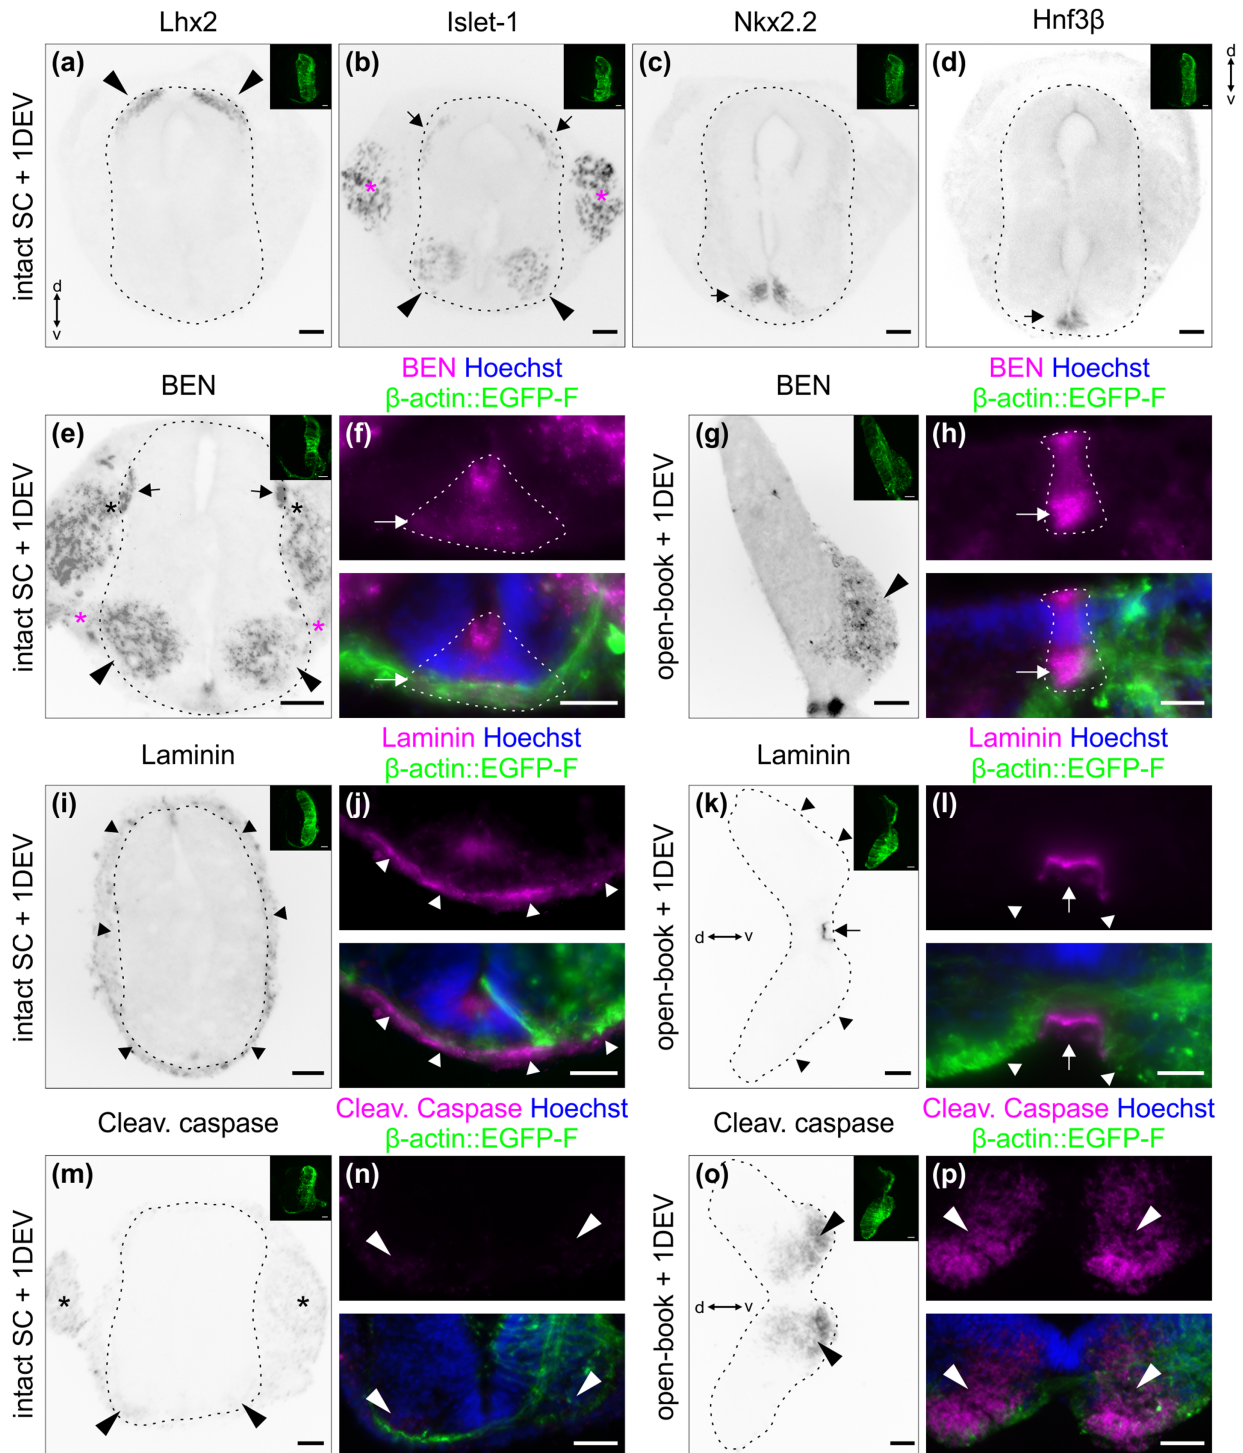 Lhx2
Islet-1
Nkx2.2
Hnf3β
intact SC + 1DEV
(a)
d
v
(b)
*
*
(c)
(d)
d
v
BEN
BEN Hoechst
β-actin::EGFP-F
BEN
BEN Hoechst
β-actin::EGFP-F
intact SC + 1DEV
(e)
*
*
*
*
(f)
open-book + 1DEV
(g)
(h)
Laminin
Laminin Hoechst
β-actin::EGFP-F
Laminin
Laminin Hoechst
β-actin::EGFP-F
intact SC + 1DEV
(i)
(j)
open-book + 1DEV
(k)
d
v
(l)
Cleav. caspase
Cleav. Caspase Hoechst
β-actin::EGFP-F
Cleav. caspase
Cleav. Caspase Hoechst
β-actin::EGFP-F
intact SC + 1DEV
(m)
*
*
(n)
open-book + 1DEV
(o)
d
v
(p)